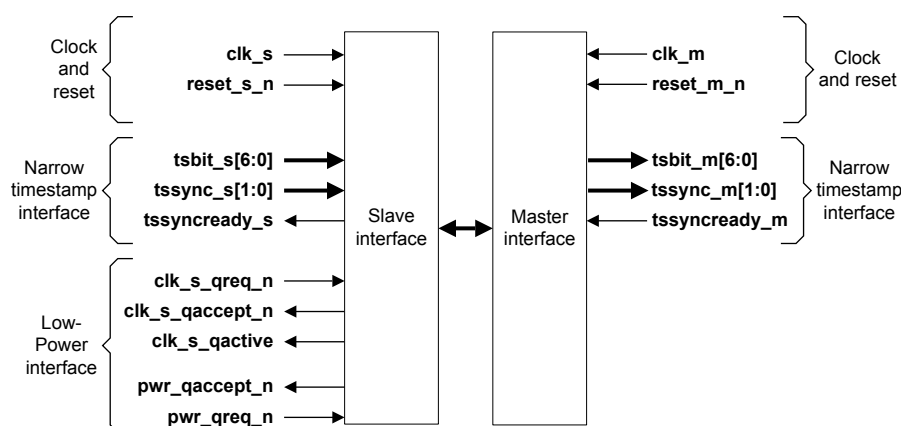 Clock
and
reset
clk_s
reset_s_n
Narrow
timestamp
interface
tsbit_s[6:0]
tssync_s[1:0]
tssyncready_s
Low-
Power
interface
clk_s_qreq_n
clk_s_qaccept_n
clk_s_qactive
pwr_qaccept_n
pwr_qreq_n
Slave
interface
Master
interface
clk_m
reset_m_n
Clock
and reset
tsbit_m[6:0]
tssync_m[1:0]
tssyncready_m
Narrow
timestamp
interface